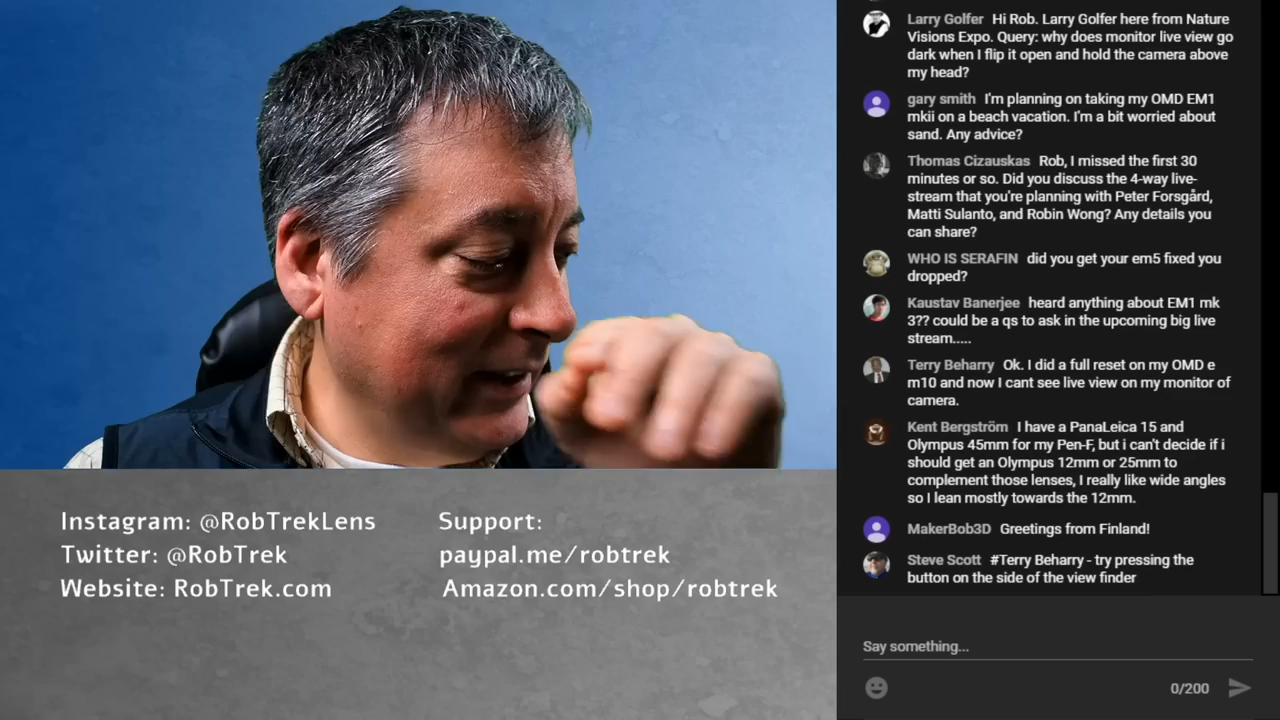 Instagram: @RobTrekLens
Twitter: @RobTrek
Website: RobTrek.com
Support:
paypal.me/robtrek
Amazon.com/shop/robtrek
Larry Golfer Hi Rob. Larry Golfer here from Nature
Visions Expo. Query: why does monitor live view go
dark when I flip it open and hold the camera above
my head?
gary smith I'm planning on taking my OMD EM1
mkii on a beach vacation. I'm a bit worried about
sand. Any advice?
Thomas Cizauskas Rob, I missed the first 30
minutes or so. Did you discuss the 4-way live-
stream that you're planning with Peter Forsgård,
Matti Sulanto, and Robin Wong? Any details you
can share?
WHO IS SERAFIN did you get your em5 fixed you
dropped?
Kaustav Banerjee heard anything about EM1 mk
3?? could be a qs to ask in the upcoming big live
stream.....
Terry Beharry Ok. I did a full reset on my OMD e
m10 and now I cant see live view on my monitor of
camera.
Kent Bergström I have a PanaLeica 15 and
Olympus 45mm for my Pen-F, but i can't decide if i
should get an Olympus 12mm or 25mm to
complement those lenses, I really like wide angles
so I lean mostly towards the 12mm.
MakerBob3D Greetings from Finland!
Steve Scott #Terry Beharry - try pressing the
button on the side of the view finder
Say something...
0/200